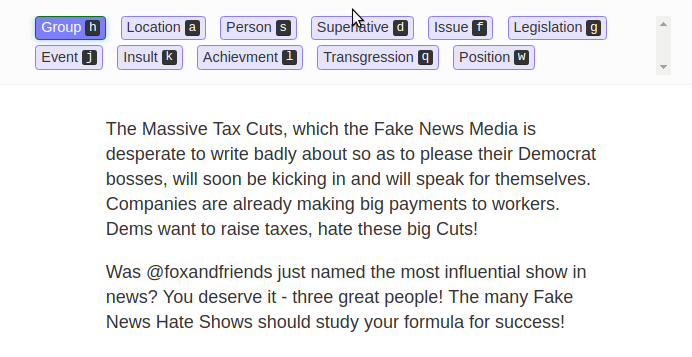 Group h Location a Person s Superlative d Issue f Legislation g
Event j Insult k Achievment l Transgression q Position w
The Massive Tax Cuts, which the Fake News Media is
desperate to write badly about so as to please their Democrat
bosses, will soon be kicking in and will speak for themselves.
Companies are already making big payments to workers.
Dems want to raise taxes, hate these big Cuts!
Was @foxandfriends just named the most influential show in
news? You deserve it - three great people! The many Fake
News Hate Shows should study your formula for success!